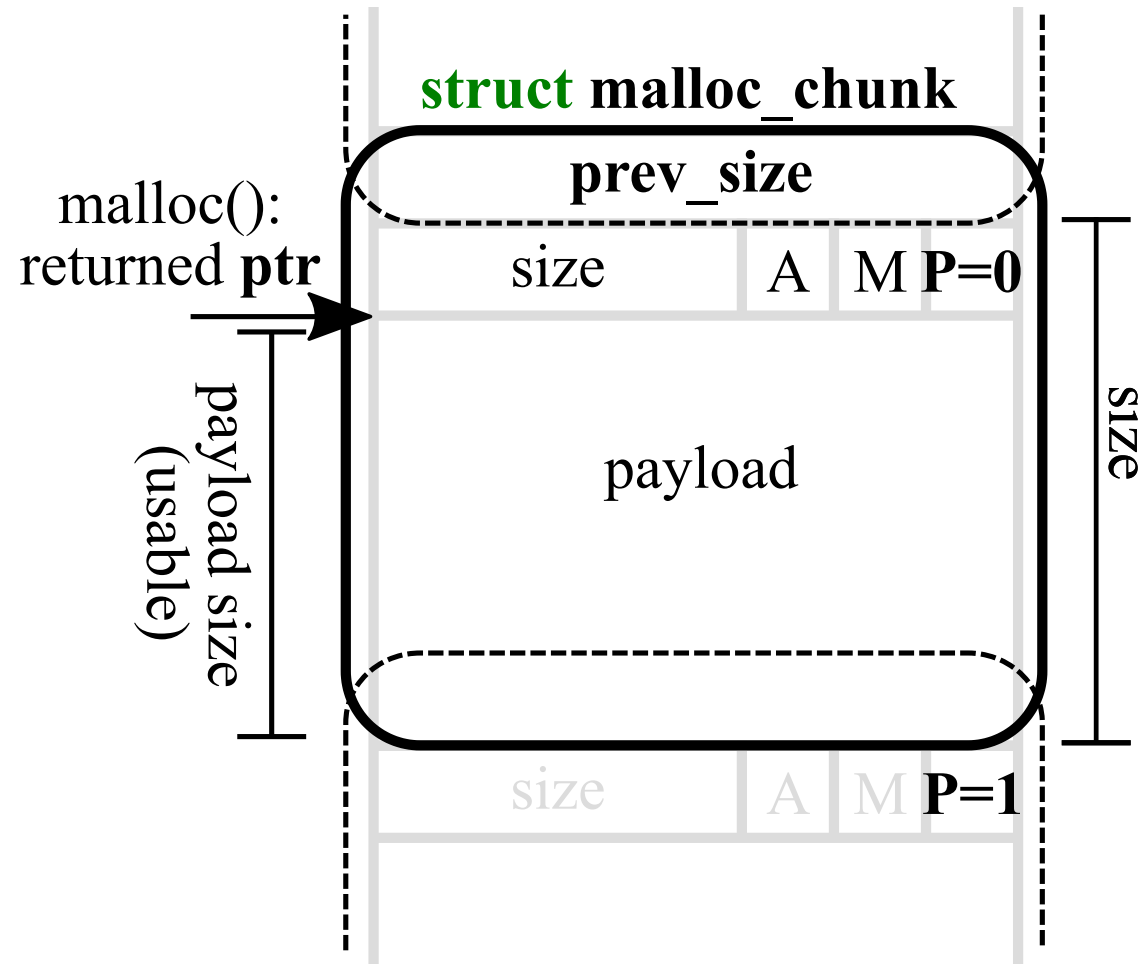 struct malloc_chunk
prev_size
malloc():
returned ptr
size A M P=0
payload size
(usable)
payload
size
size A M P=1